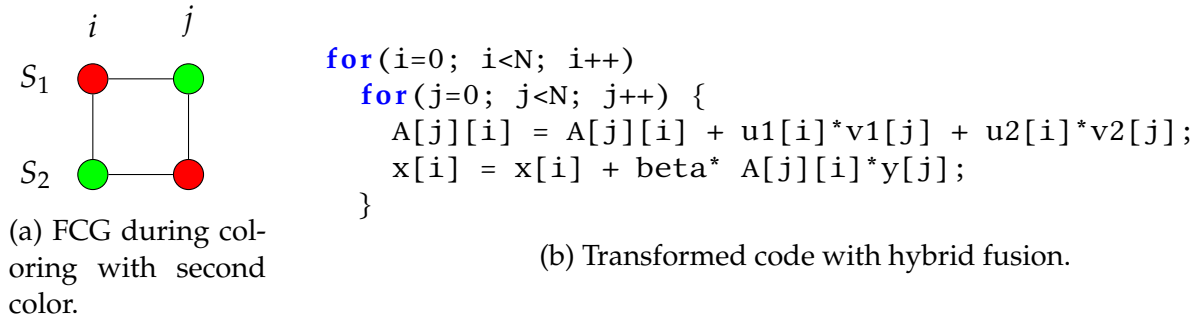 i j
S1
S2
(a) FCG during col-
oring with second
color.
for(i=0; i<N; i++)
for(j=0; j<N; j++) {
A[j][i] = A[j][i] + u1[i]*v1[j] + u2[i]*v2[j];
x[i] = x[i] + beta* A[j][i]*y[j];
}
(b) Transformed code with hybrid fusion.